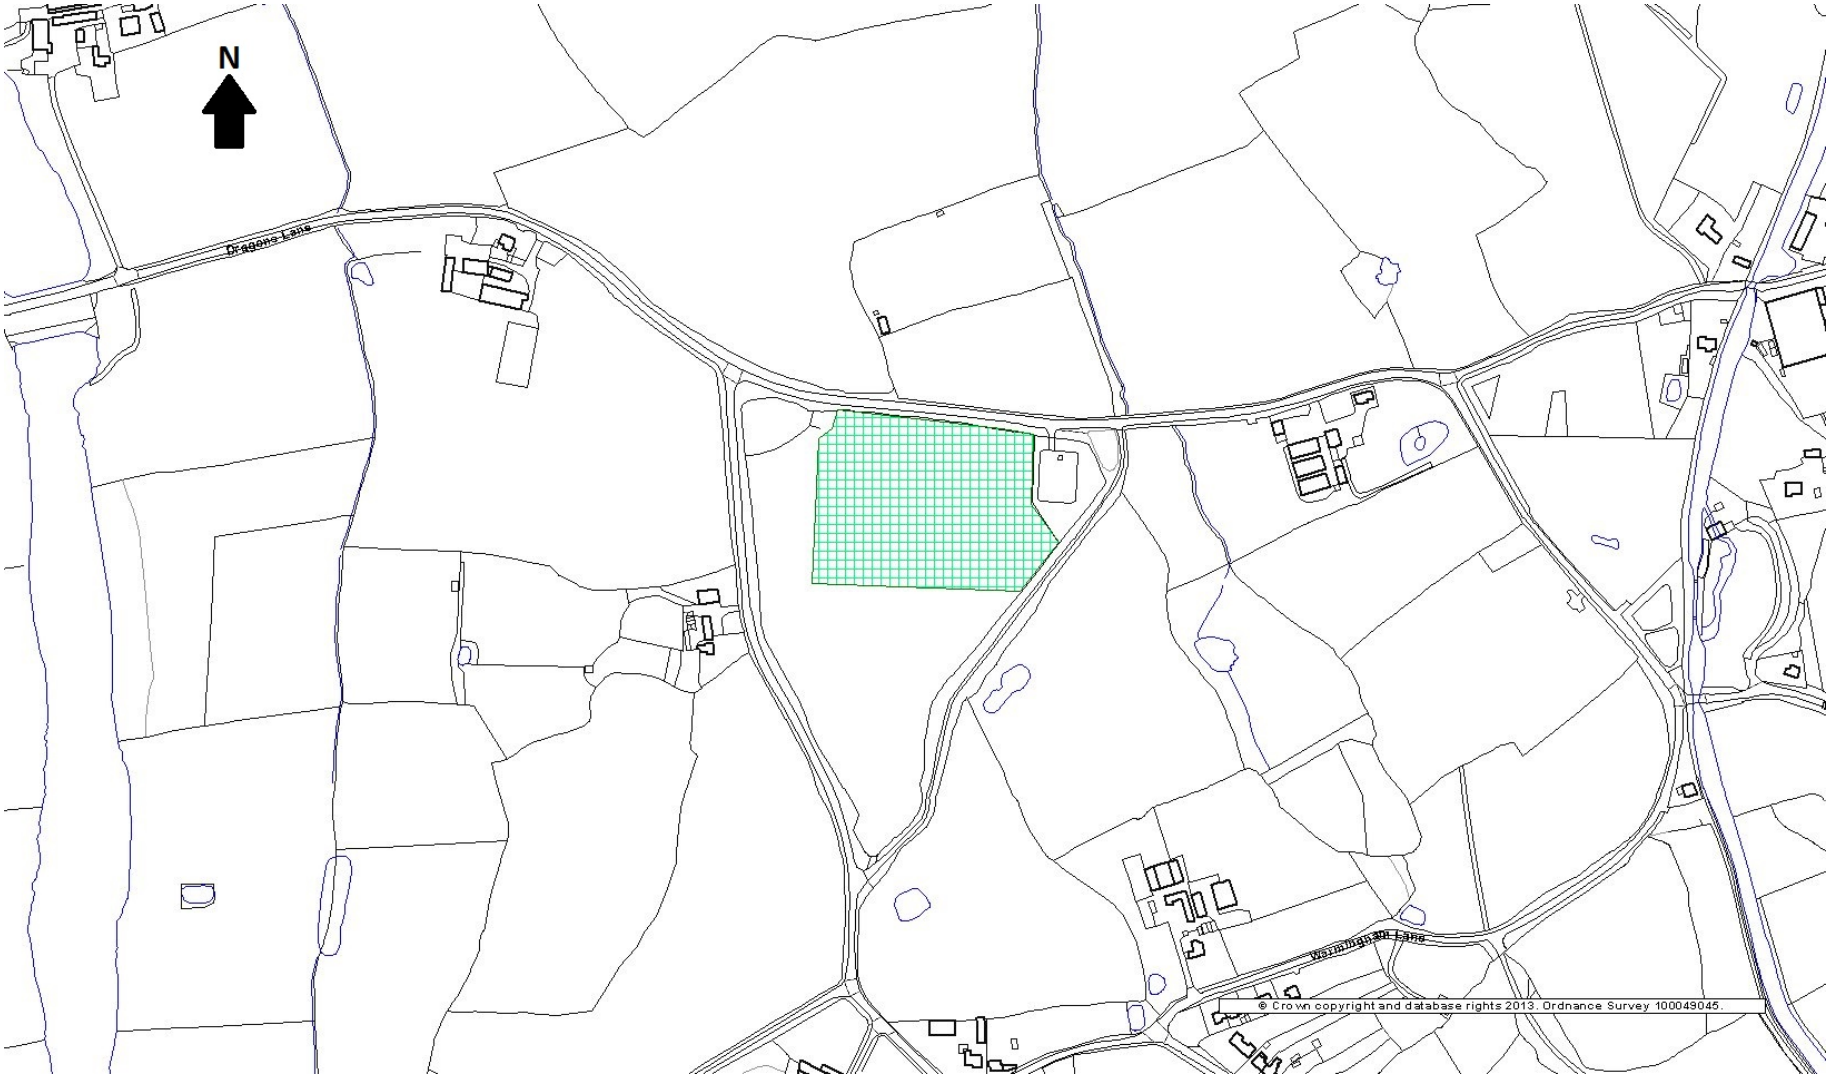 N
Dragons Lane
Warmingham Lane
© Crown copyright and database rights 2013. Ordnance Survey 100049045.